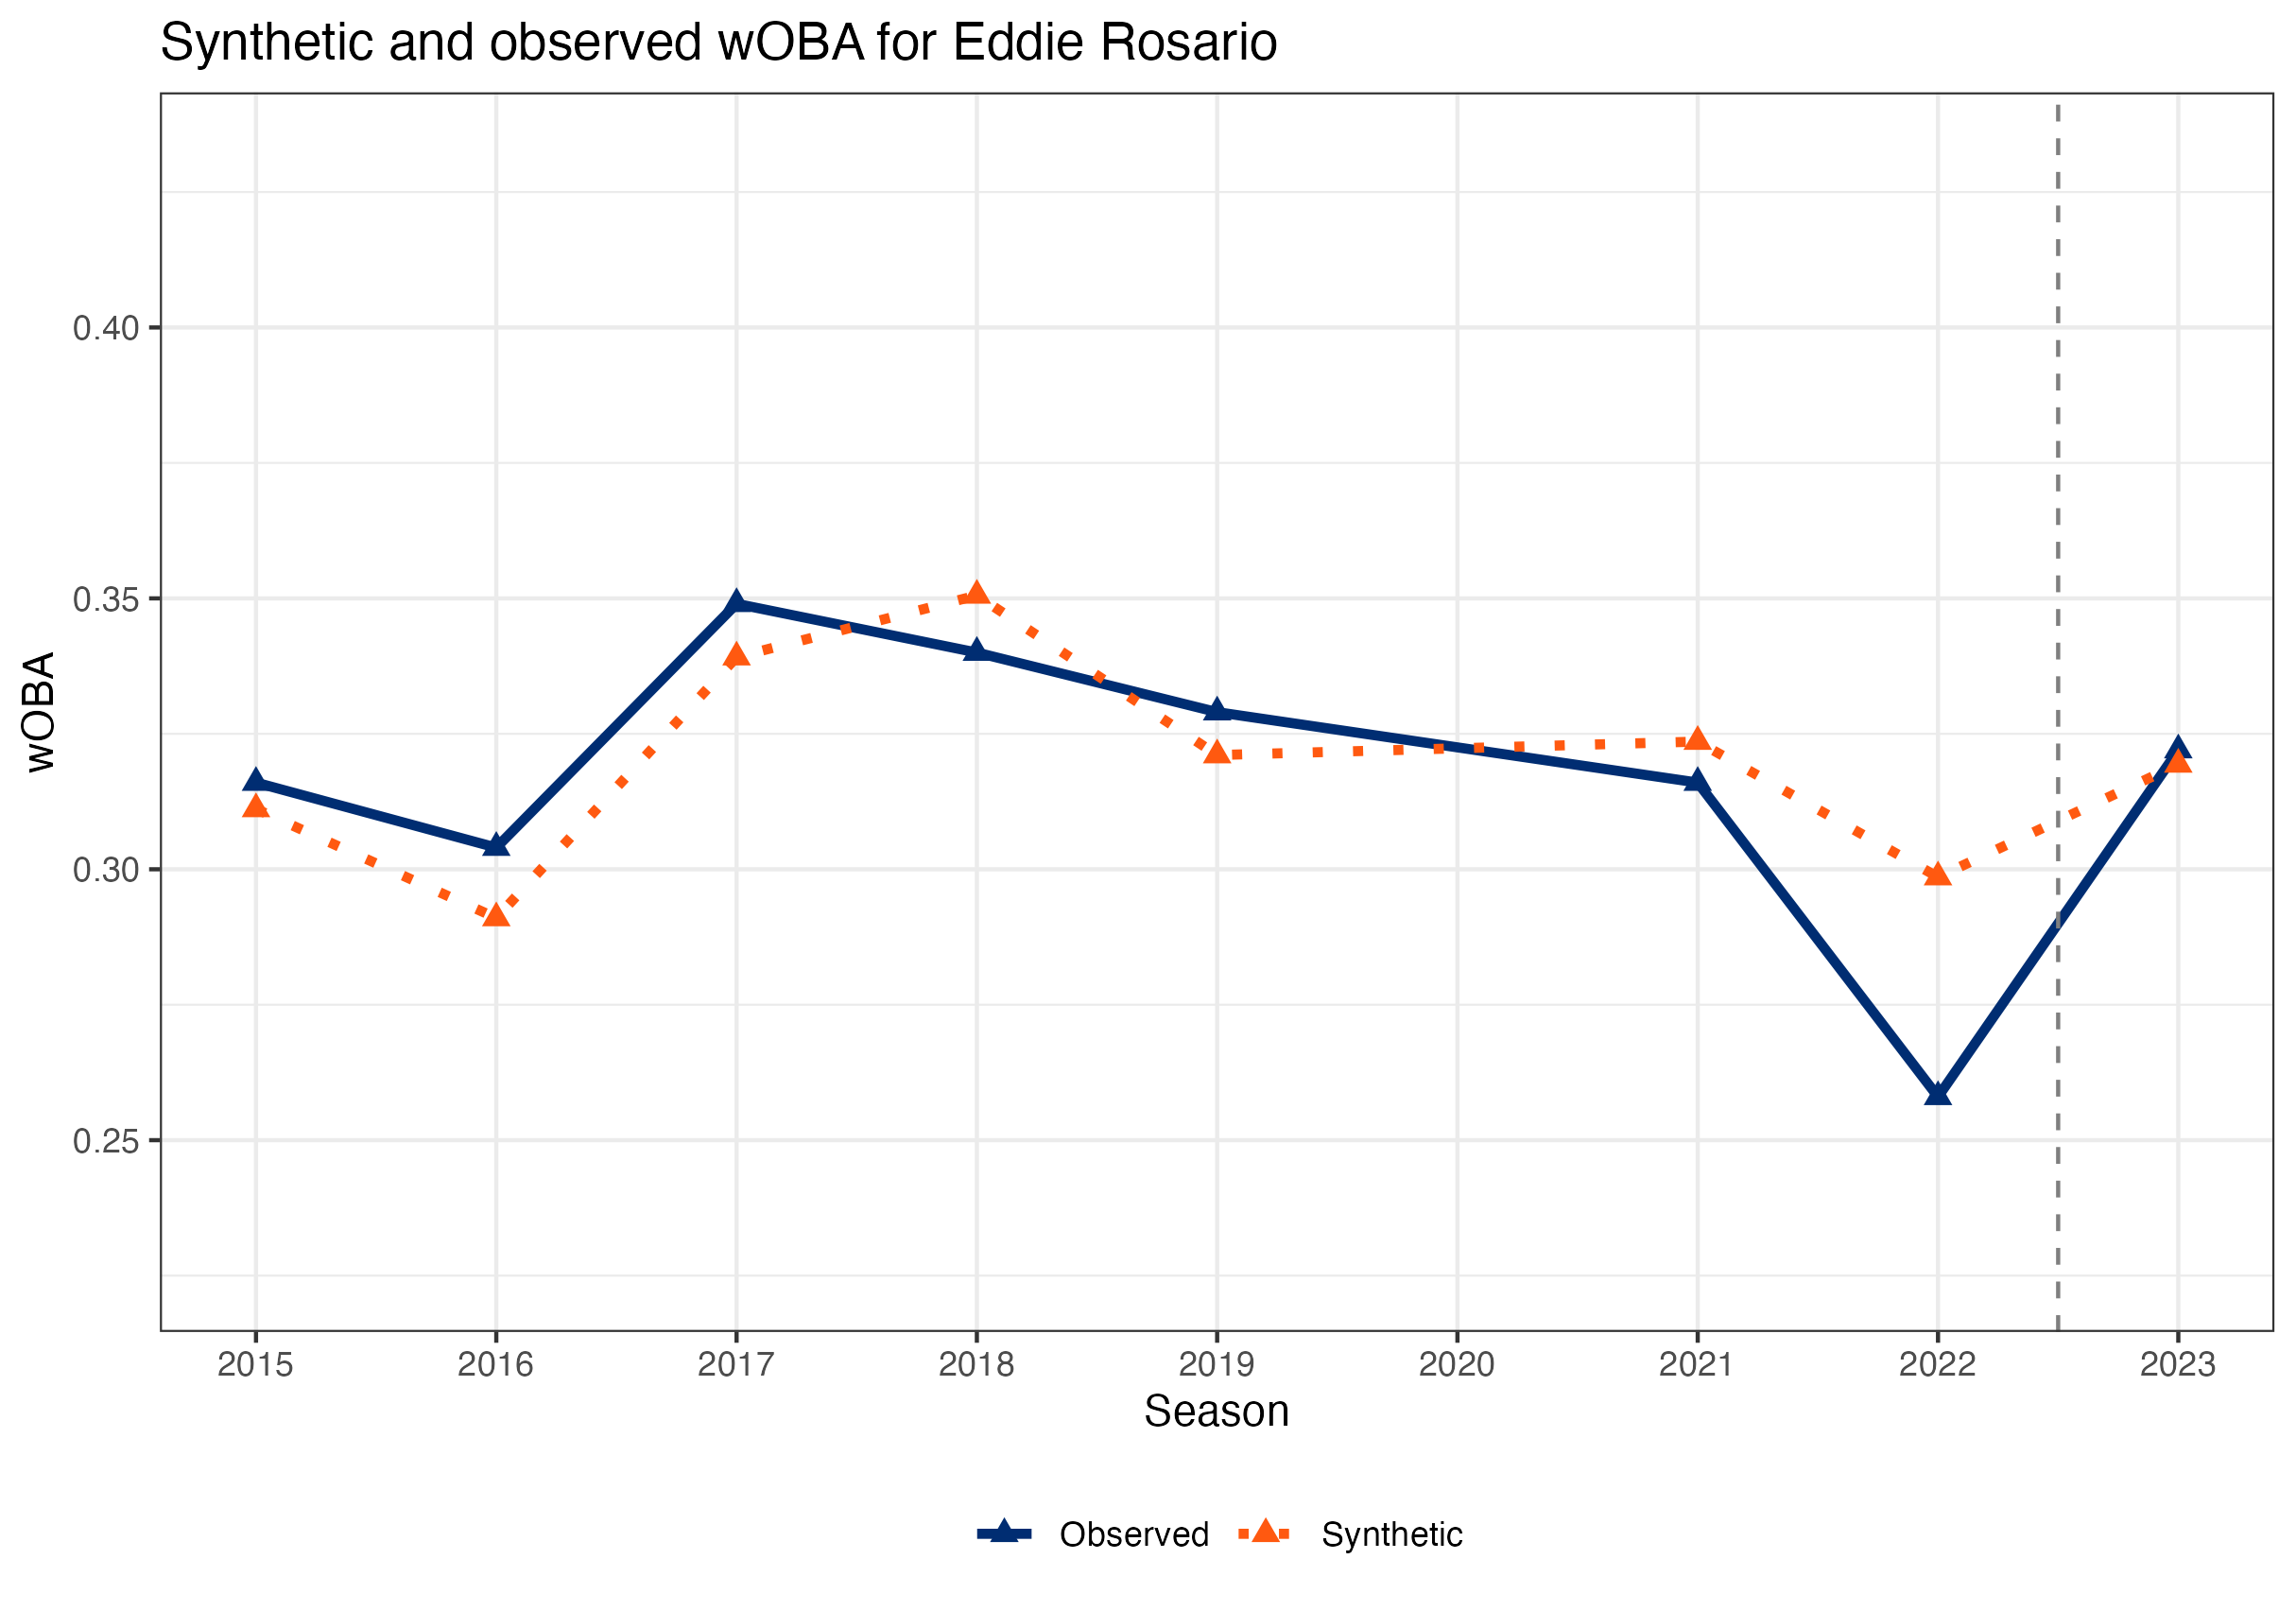 Synthetic and observed wOBA for Eddie Rosario
wOBA
0.40
0.35
0.30
0.25
2015 2016 2017 2018 2019 2020 2021 2022 2023
Season
Observed Synthetic